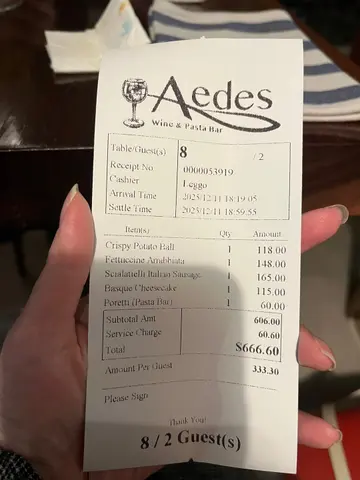 Aedes
Wine & Pasta Bar
Table/Guest(s) 8 / 2
Receipt No 0000053919
Cashier Leggo
Arrival Time 2025/12/11 18:19:05
Settle Time 2025/12/11 18:59:55
Item(s) Qty Amount
Crispy Potato Ball 1 118.00
Fettuccine Arrabbiata 1 148.00
Scialatielli Italian Sausage 1 165.00
Basque Cheesecake 1 115.00
Poretti (Pasta Bar) 1 60.00
Subtotal Amt 606.00
Service Charge 60.60
Total $666.60
Amount Per Guest 333.30
Please Sign
Thank You!
8 / 2 Guest(s)